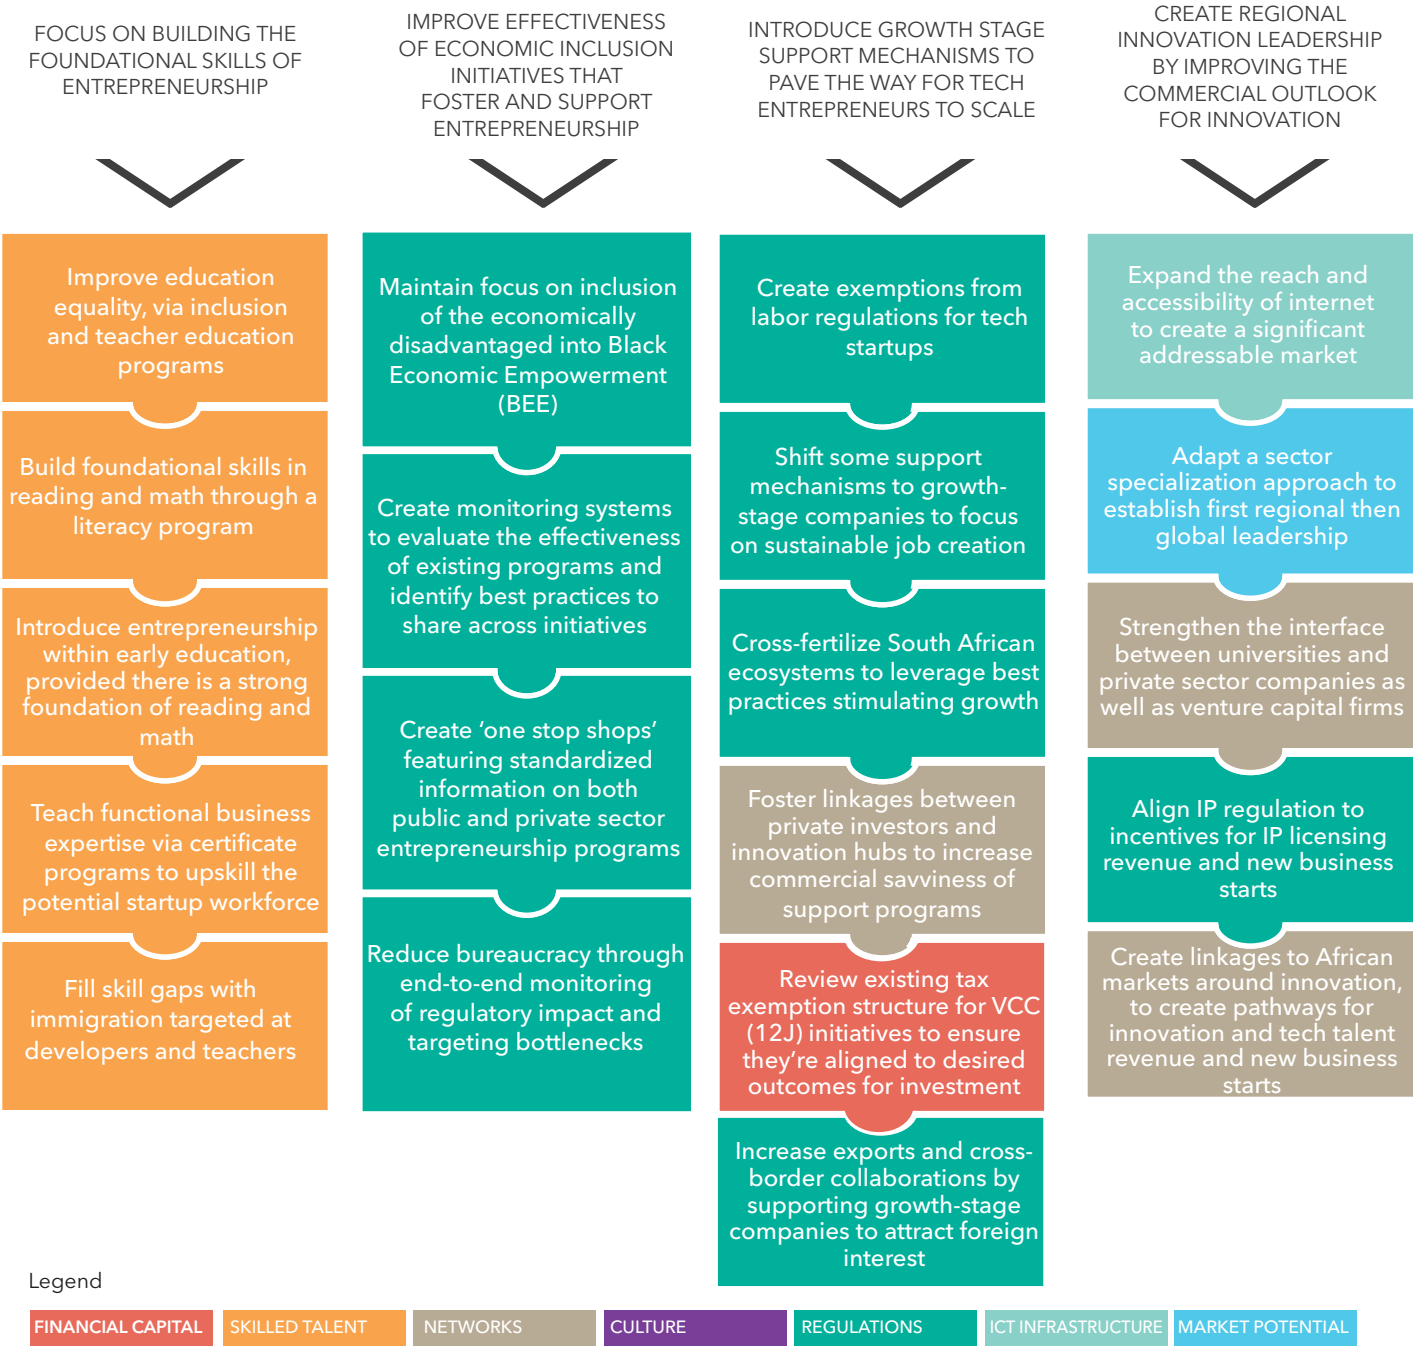 FOCUS ON BUILDING THE
FOUNDATIONAL SKILLS OF
ENTREPRENEURSHIP
IMPROVE EFFECTIVENESS
OF ECONOMIC INCLUSION
INITIATIVES THAT
FOSTER AND SUPPORT
ENTREPRENEURSHIP
INTRODUCE GROWTH STAGE
SUPPORT MECHANISMS TO
PAVE THE WAY FOR TECH
ENTREPRENEURS TO SCALE
CREATE REGIONAL
INNOVATION LEADERSHIP
BY IMPROVING THE
COMMERCIAL OUTLOOK
FOR INNOVATION
Improve education
equality, via inclusion
and teacher education
programs
Build foundational skills in
reading and math through a
literacy program
Introduce entrepreneurship
within early education,
provided there is a strong
foundation of reading and
math
Teach functional business
expertise via certificate
programs to upskill the
potential startup workforce
Fill skill gaps with
immigration targeted at
developers and teachers
Maintain focus on inclusion
of the economically
disadvantaged into Black
Economic Empowerment
(BEE)
Create monitoring systems
to evaluate the effectiveness
of existing programs and
identify best practices to
share across initiatives
Create ‘one stop shops’
featuring standardized
information on both
public and private sector
entrepreneurship programs
Reduce bureaucracy through
end-to-end monitoring
of regulatory impact and
targeting bottlenecks
Create exemptions from
labor regulations for tech
startups
Shift some support
mechanisms to growth-
stage companies to focus
on sustainable job creation
Cross-fertilize South African
ecosystems to leverage best
practices stimulating growth
Foster linkages between
private investors and
innovation hubs to increase
commercial savviness of
support programs
Review existing tax
exemption structure for VCC
(12J) initiatives to ensure
they’re aligned to desired
outcomes for investment
Increase exports and cross-
border collaborations by
supporting growth-stage
companies to attract foreign
interest
Expand the reach and
accessibility of internet
to create a significant
addressable market
Adapt a sector
specialization approach to
establish first regional then
global leadership
Strengthen the interface
between universities and
private sector companies as
well as venture capital firms
Align IP regulation to
incentives for IP licensing
revenue and new business
starts
Create linkages to African
markets around innovation,
to create pathways for
innovation and tech talent
revenue and new business
starts
Legend
FINANCIAL CAPITAL
SKILLED TALENT
NETWORKS
CULTURE
REGULATIONS
ICT INFRASTRUCTURE
MARKET POTENTIAL